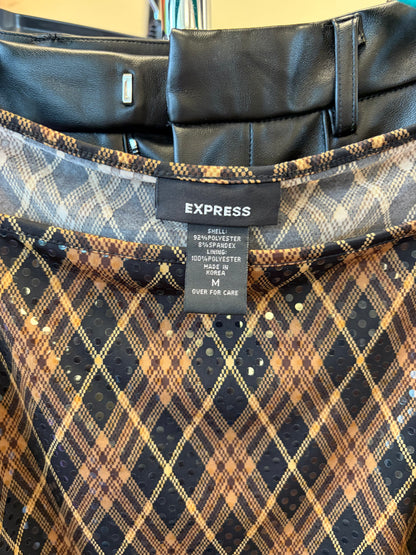 EXPRESS
SHELL:
92%POLYESTER
8%SPANDEX
LINING:
100%POLYESTER
MADE IN
KOREA
M
OVER FOR CARE